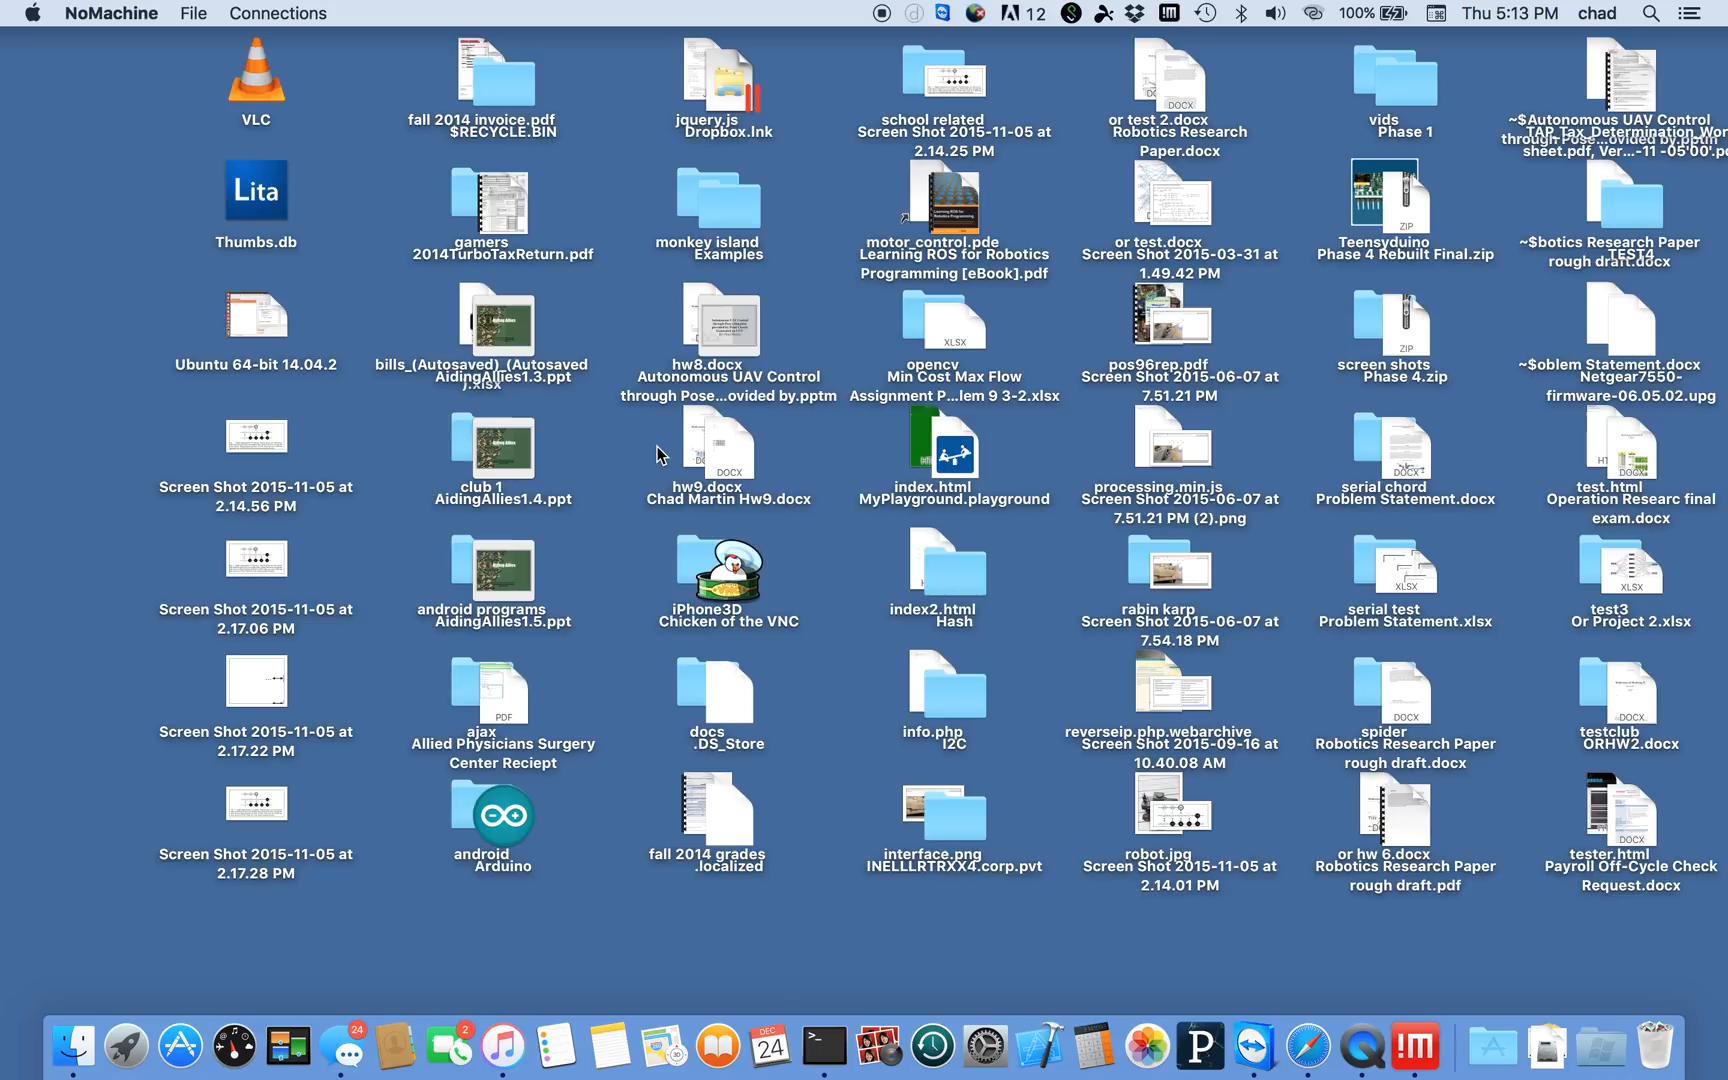 NoMachine File Connections
12 100% Thu 5:13 PM chad
VLC
fall 2014 invoice.pdf
$RECYCLE.BIN
jquery.js
Dropbox.lnk
school related
Screen Shot 2015-11-05 at
2.14.25 PM
DOCX
or test 2.docx
Robotics Research
Paper.docx
vids
Phase 1
~$Autonomous UAV Control
through Pose...ovided by.pptm
Lita
Thumbs.db
gamers
2014TurboTaxReturn.pdf
monkey island
Examples
motor_control.pde
Learning ROS for Robotics
Programming [eBook].pdf
or test.docx
Screen Shot 2015-03-31 at
1.49.42 PM
ZIP
Teensyduino
Phase 4 Rebuilt Final.zip
~$botics Research Paper
rough draft.docx
TEST4
Ubuntu 64-bit 14.04.2
bills_(Autosaved)_(Autosaved
).xlsx
AidingAllies1.3.ppt
hw8.docx
Autonomous UAV Control
through Pose...ovided by.pptm
XLSX
opencv
Min Cost Max Flow
Assignment P...lem 9 3-2.xlsx
pos96rep.pdf
Screen Shot 2015-06-07 at
7.51.21 PM
ZIP
screen shots
Phase 4.zip
~$oblem Statement.docx
Netgear7550-
firmware-06.05.02.upg
Screen Shot 2015-11-05 at
2.14.56 PM
club 1
AidingAllies1.4.ppt
DOCX
hw9.docx
Chad Martin Hw9.docx
index.html
MyPlayground.playground
processing.min.js
Screen Shot 2015-06-07 at
7.51.21 PM (2).png
DOCX
serial chord
Problem Statement.docx
DOCX
test.html
Operation Researc final
exam.docx
Screen Shot 2015-11-05 at
2.17.06 PM
android programs
AidingAllies1.5.ppt
iPhone3D
Chicken of the VNC
index2.html
Hash
rabin karp
Screen Shot 2015-06-07 at
7.54.18 PM
XLSX
serial test
Problem Statement.xlsx
XLSX
test3
Or Project 2.xlsx
Screen Shot 2015-11-05 at
2.17.22 PM
PDF
ajax
Allied Physicians Surgery
Center Reciept
docs
.DS_Store
info.php
I2C
reverseip.php.webarchive
Screen Shot 2015-09-16 at
10.40.08 AM
DOCX
spider
Robotics Research Paper
rough draft.docx
DOCX
testclub
ORHW2.docx
Screen Shot 2015-11-05 at
2.17.28 PM
android
Arduino
fall 2014 grades
.localized
interface.png
INELLLRTRXX4.corp.pvt
robot.jpg
Screen Shot 2015-11-05 at
2.14.01 PM
or hw 6.docx
Robotics Research Paper
rough draft.pdf
DOCX
tester.html
Payroll Off-Cycle Check
Request.docx
24
2
DEC
24
P
!M